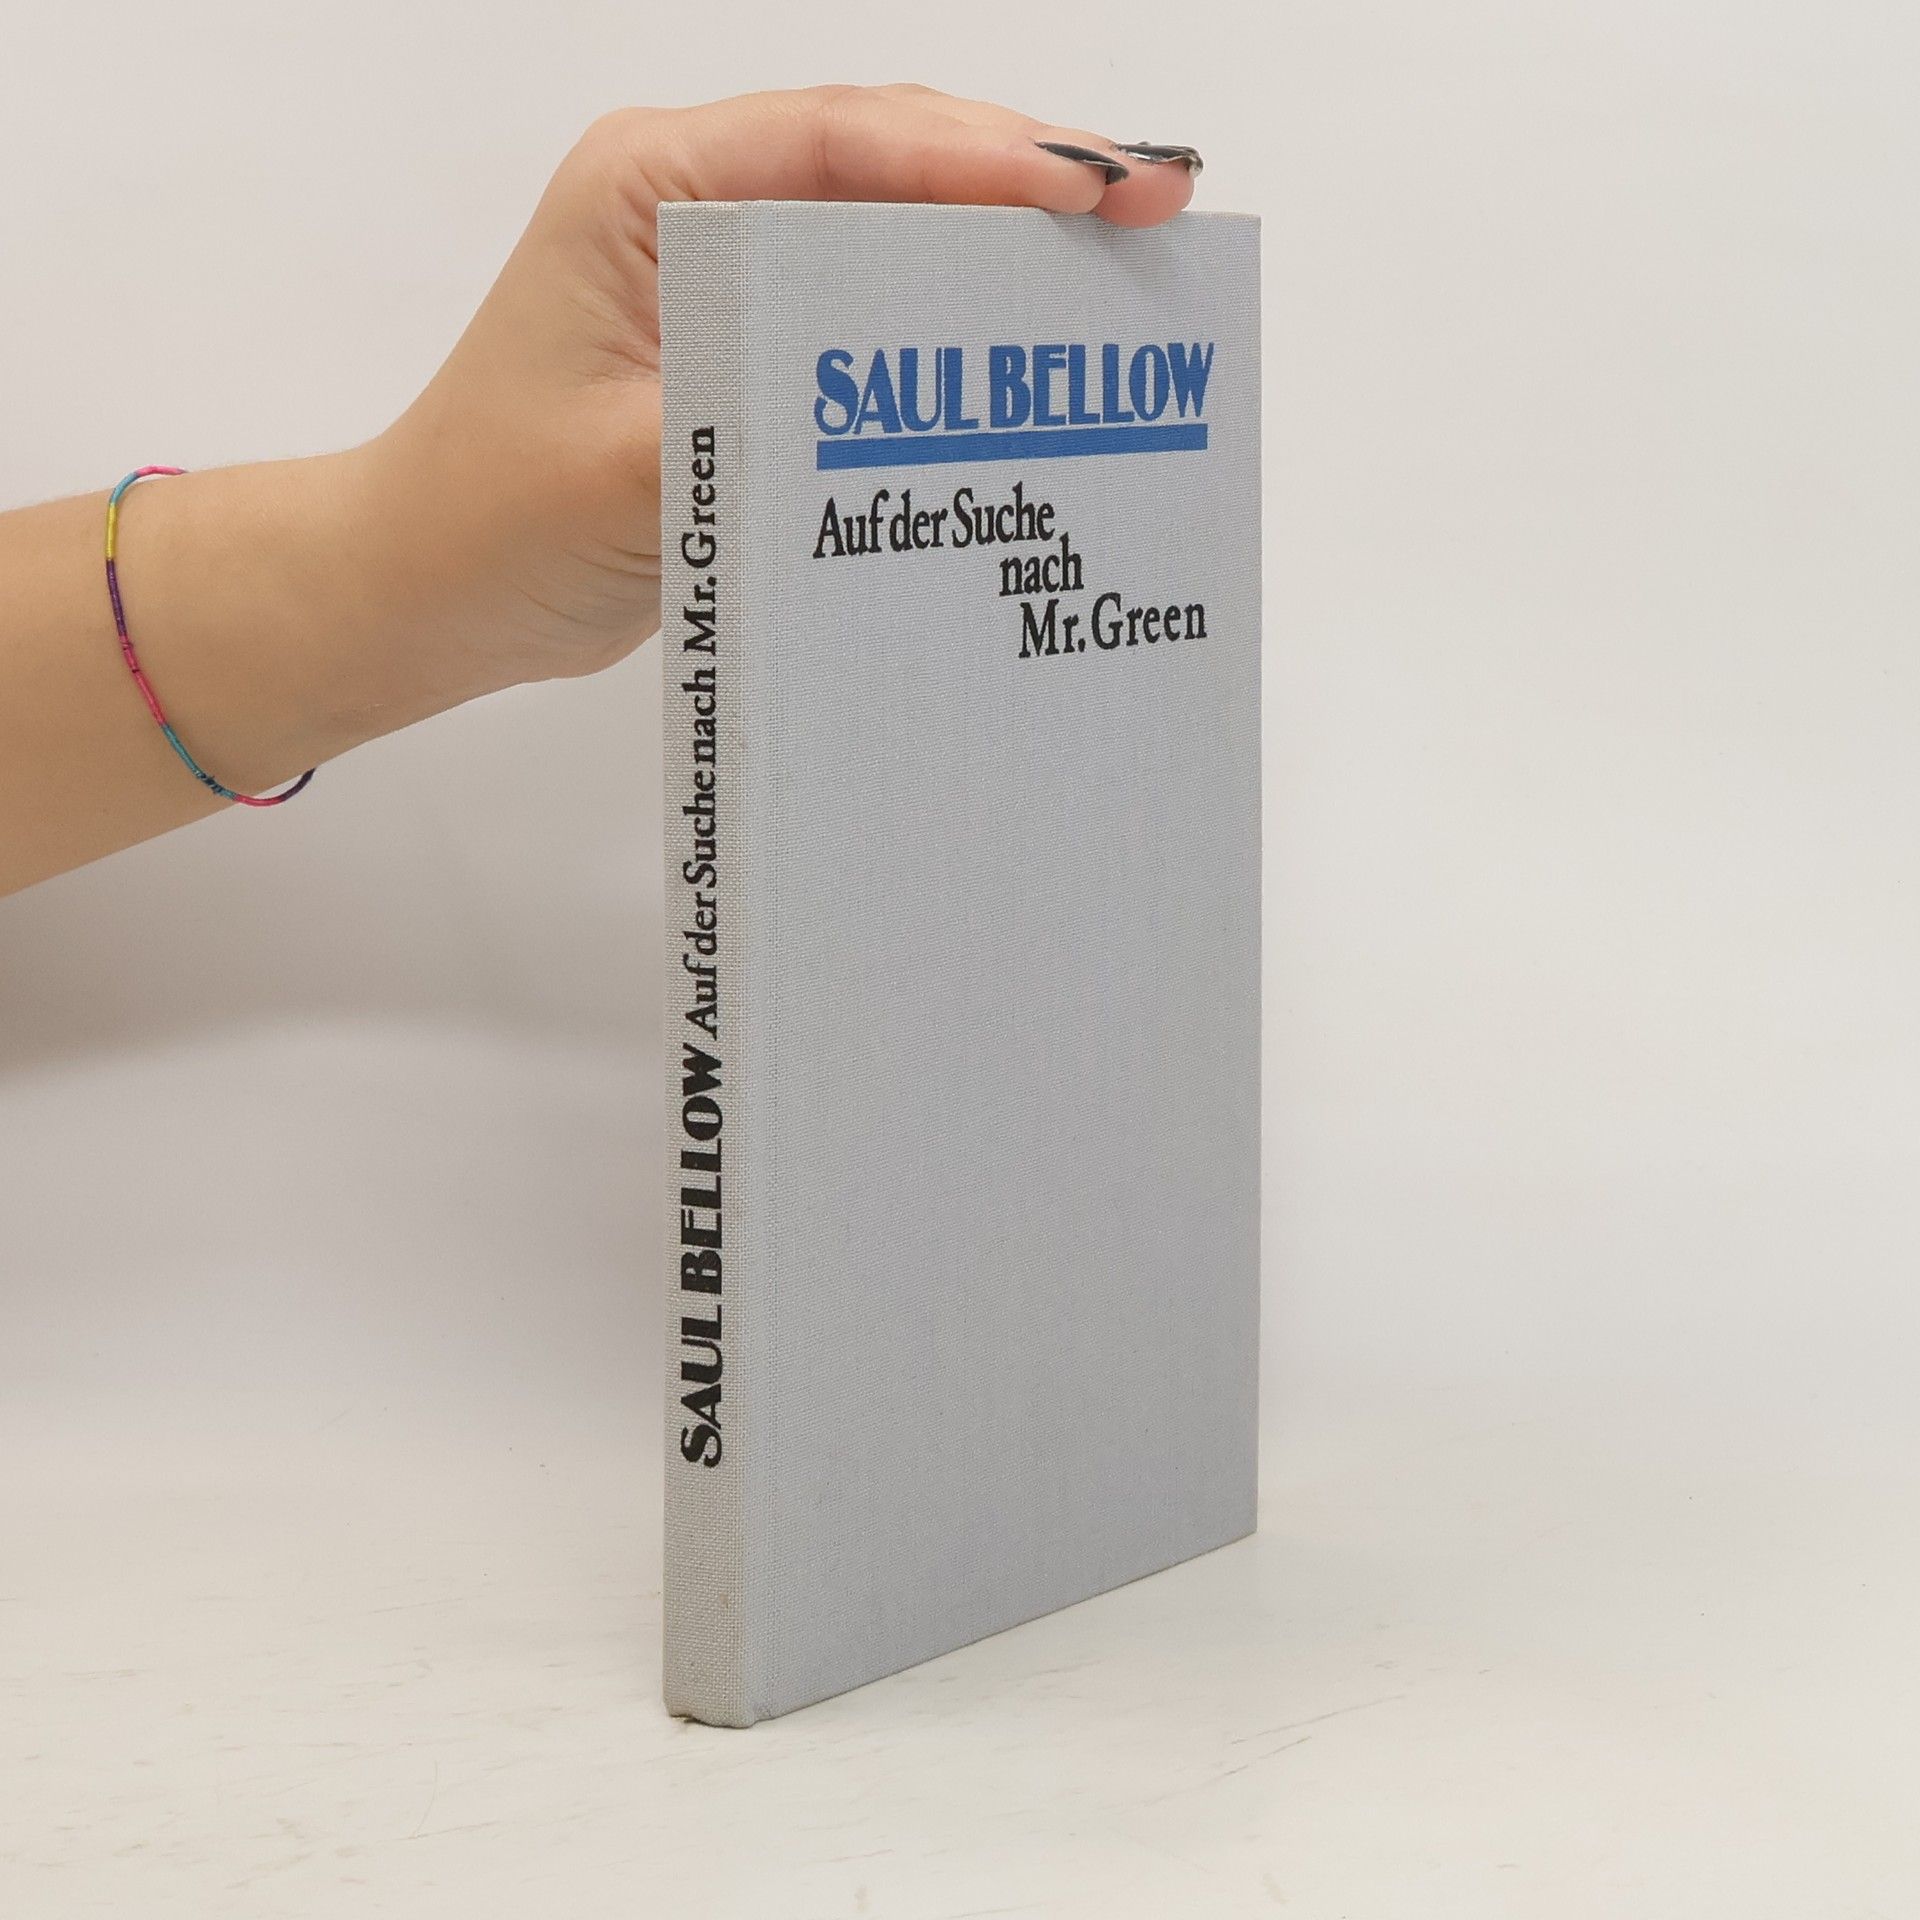 SAUL BELLOW
Auf der Suche
nach
Mr. Green
SAUL BELLOW Auf der Suche nach Mr. Green